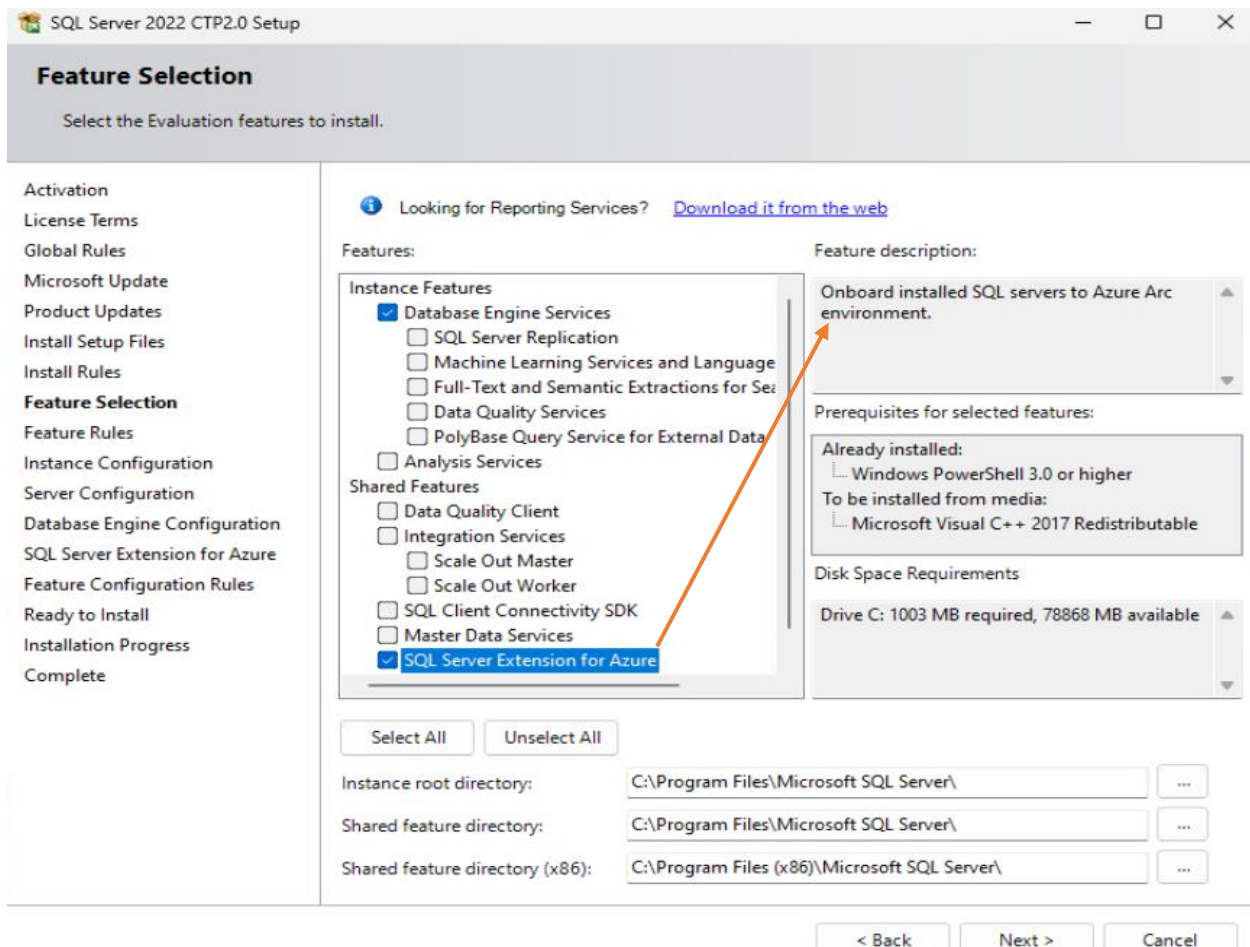 SQL Server 2022 CTP2.0 Setup
Feature Selection
Select the Evaluation features to install.
Activation
License Terms
Global Rules
Microsoft Update
Product Updates
Install Setup Files
Install Rules
Feature Selection
Feature Rules
Instance Configuration
Server Configuration
Database Engine Configuration
SQL Server Extension for Azure
Feature Configuration Rules
Ready to Install
Installation Progress
Complete
Looking for Reporting Services? Download it from the web
Features:
Instance Features
Database Engine Services
SQL Server Replication
Machine Learning Services and Language
Full-Text and Semantic Extractions for Sea
Data Quality Services
PolyBase Query Service for External Data
Analysis Services
Shared Features
Data Quality Client
Integration Services
Scale Out Master
Scale Out Worker
SQL Client Connectivity SDK
Master Data Services
SQL Server Extension for Azure
Feature description:
Onboard installed SQL servers to Azure Arc
environment.
Prerequisites for selected features:
Already installed:
Windows PowerShell 3.0 or higher
To be installed from media:
Microsoft Visual C++ 2017 Redistributable
Disk Space Requirements
Drive C: 1003 MB required, 78868 MB available
Select All Unselect All
Instance root directory: C:\Program Files\Microsoft SQL Server\ ...
Shared feature directory: C:\Program Files\Microsoft SQL Server\ ...
Shared feature directory (x86): C:\Program Files (x86)\Microsoft SQL Server\ ...
< Back Next > Cancel